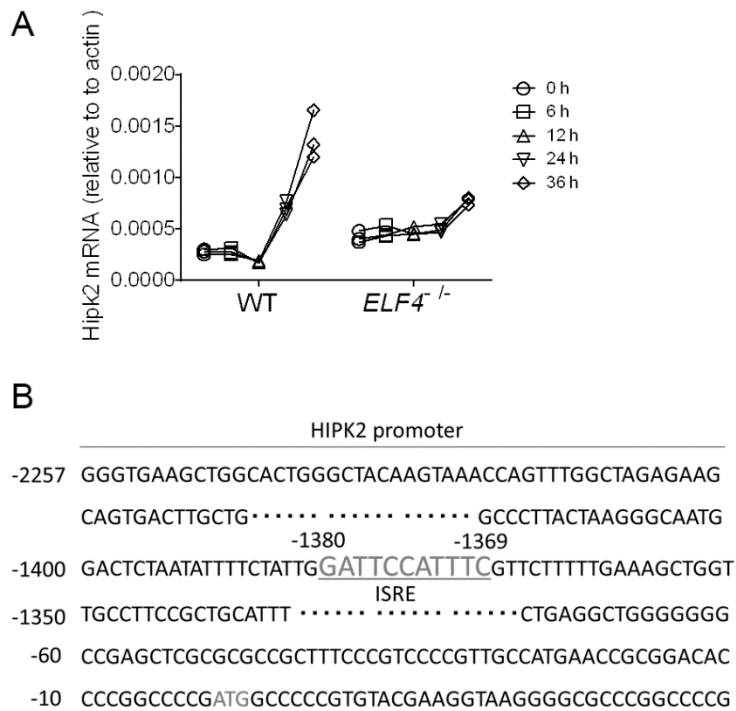 A
Hipk2 mRNA (relative to to actin )
0.0020
0.0015
0.0010
0.0005
0.0000
WT
ELF4⁻ /⁻
0 h
6 h
12 h
24 h
36 h
B
HIPK2 promoter
-2257 GGGTGAAGCTGGCACTGGGCTACAAGTAAACCAGTTTGGCTAGAGAAG
CAGTGACTTGCTG······ ······· ······GCCCTTACTAAGGGCAATG
-1380 -1369
-1400 GACTCTAATATTTTCTATTGGATTCCATTTCGTTCTTTTTGAAAGCTGGT
ISRE
-1350 TGCCTTCCGCTGCATTT ······ ······· ·······CTGAGGCTGGGGGGG
-60 CCGAGCTCGCGCGCCGCTTTCCCGTCCCCGTTGCCATGAACCGCGGACAC
-10 CCCGGCCCCGATGGCCCCCGTGTACGAAGGTAAGGGGCGCCCGGCCCCG